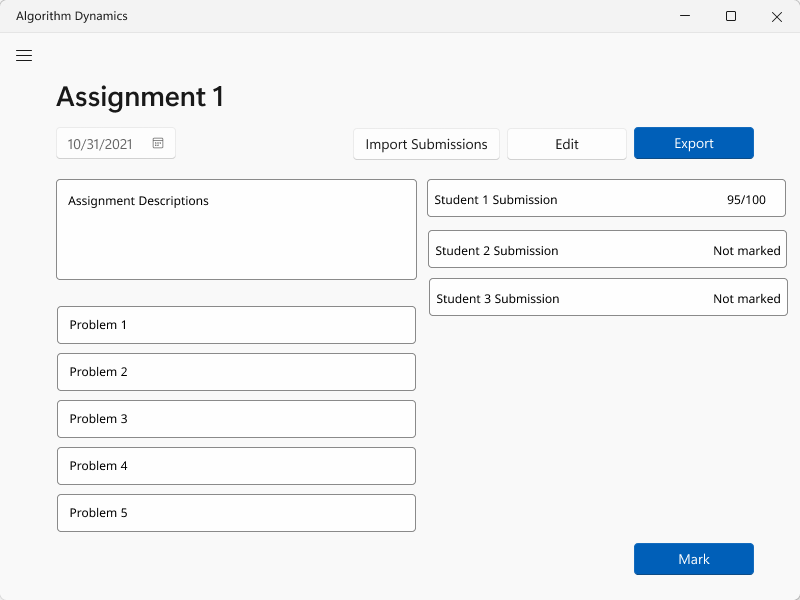 Algorithm Dynamics
Assignment 1
10/31/2021
Import Submissions
Edit
Export
Assignment Descriptions
Student 1 Submission 95/100
Student 2 Submission Not marked
Student 3 Submission Not marked
Problem 1
Problem 2
Problem 3
Problem 4
Problem 5
Mark